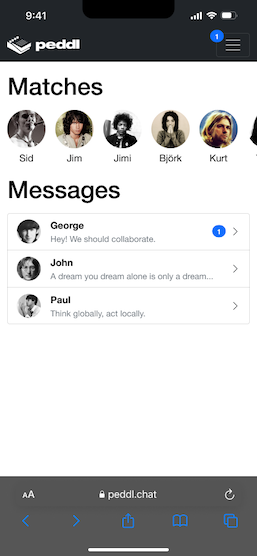 9:41
peddl
1
Matches
Sid Jim Jimi Björk Kurt
Messages
George
Hey! We should collaborate.
1
John
A dream you dream alone is only a dream...
Paul
Think globally, act locally.
AA
peddl.chat